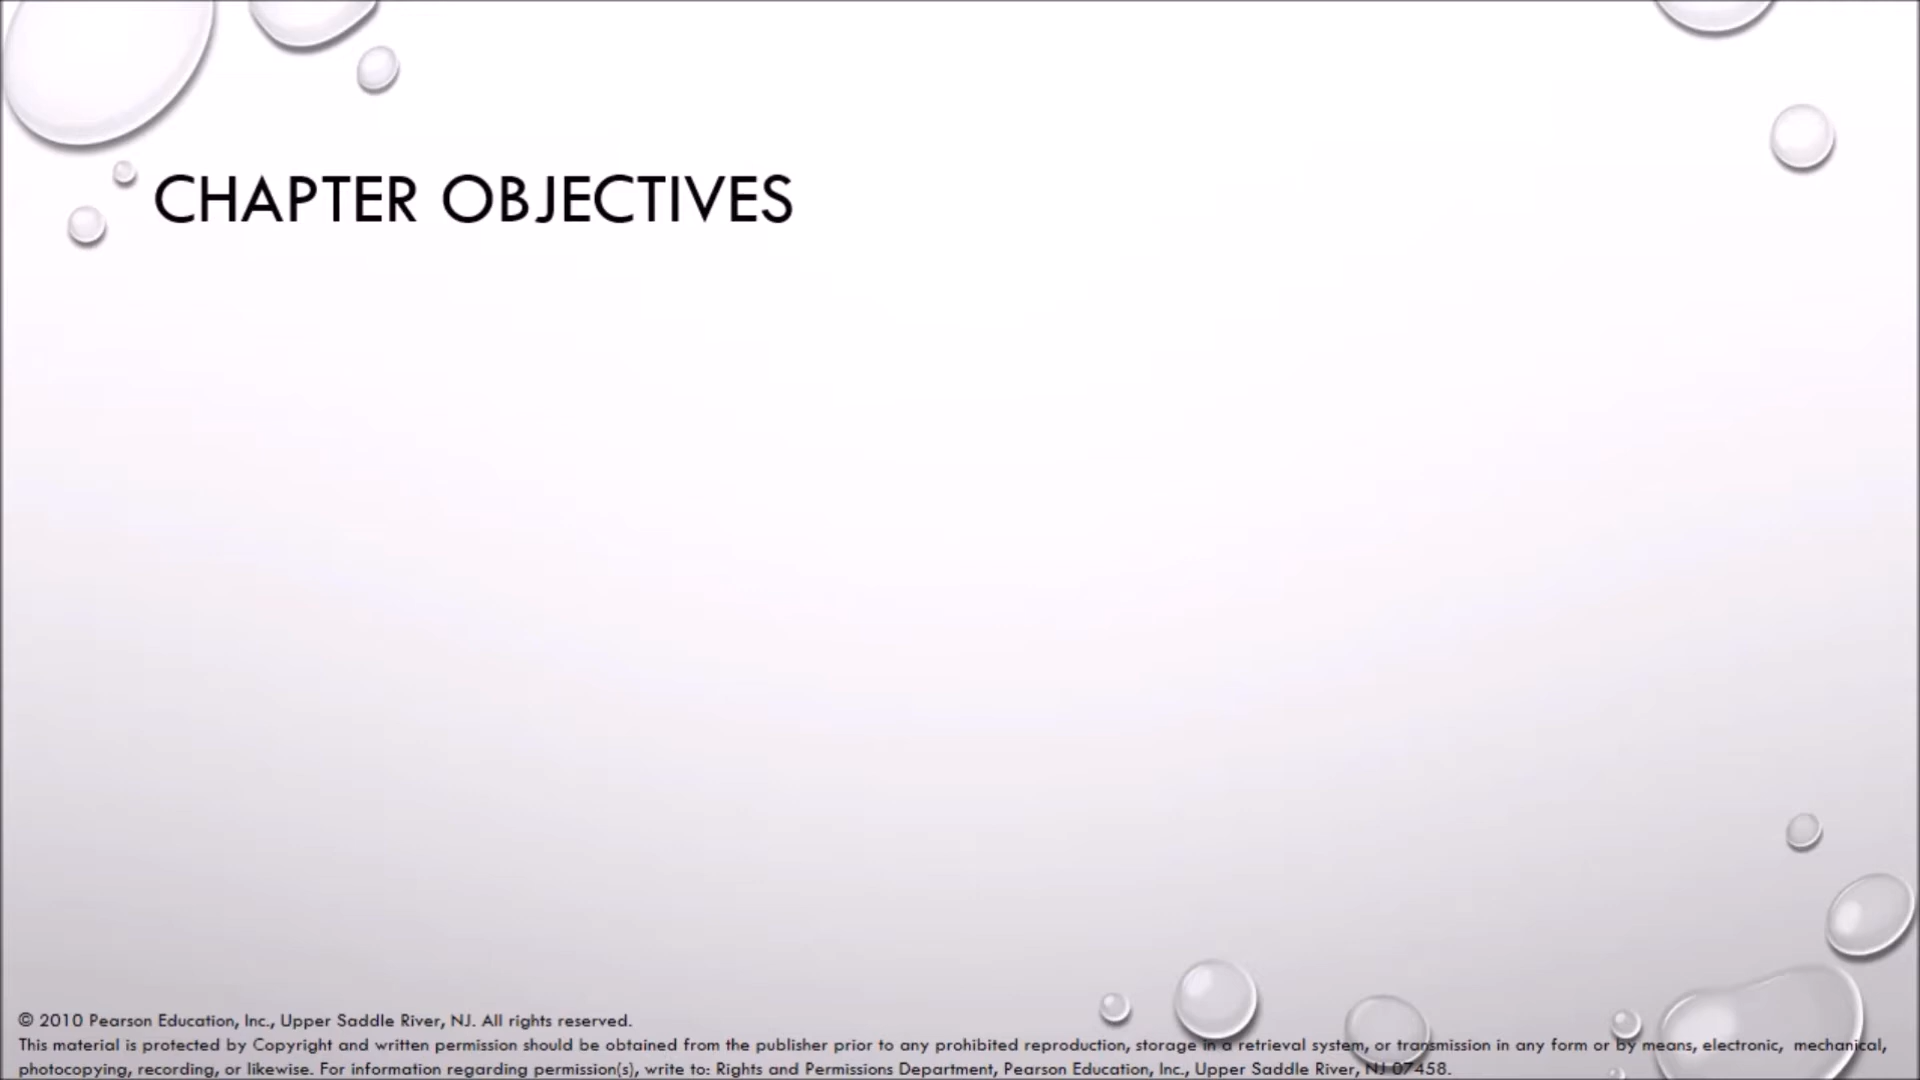 CHAPTER OBJECTIVES
© 2010 Pearson Education, Inc., Upper Saddle River, NJ. All rights reserved.
This material is protected by Copyright and written permission should be obtained from the publisher prior to any prohibited reproduction, storage in a retrieval system, or transmission in any form or by means, electronic, mechanical,
photocopying, recording, or likewise. For information regarding permission(s), write to: Rights and Permissions Department, Pearson Education, Inc., Upper Saddle River, NJ 07458.